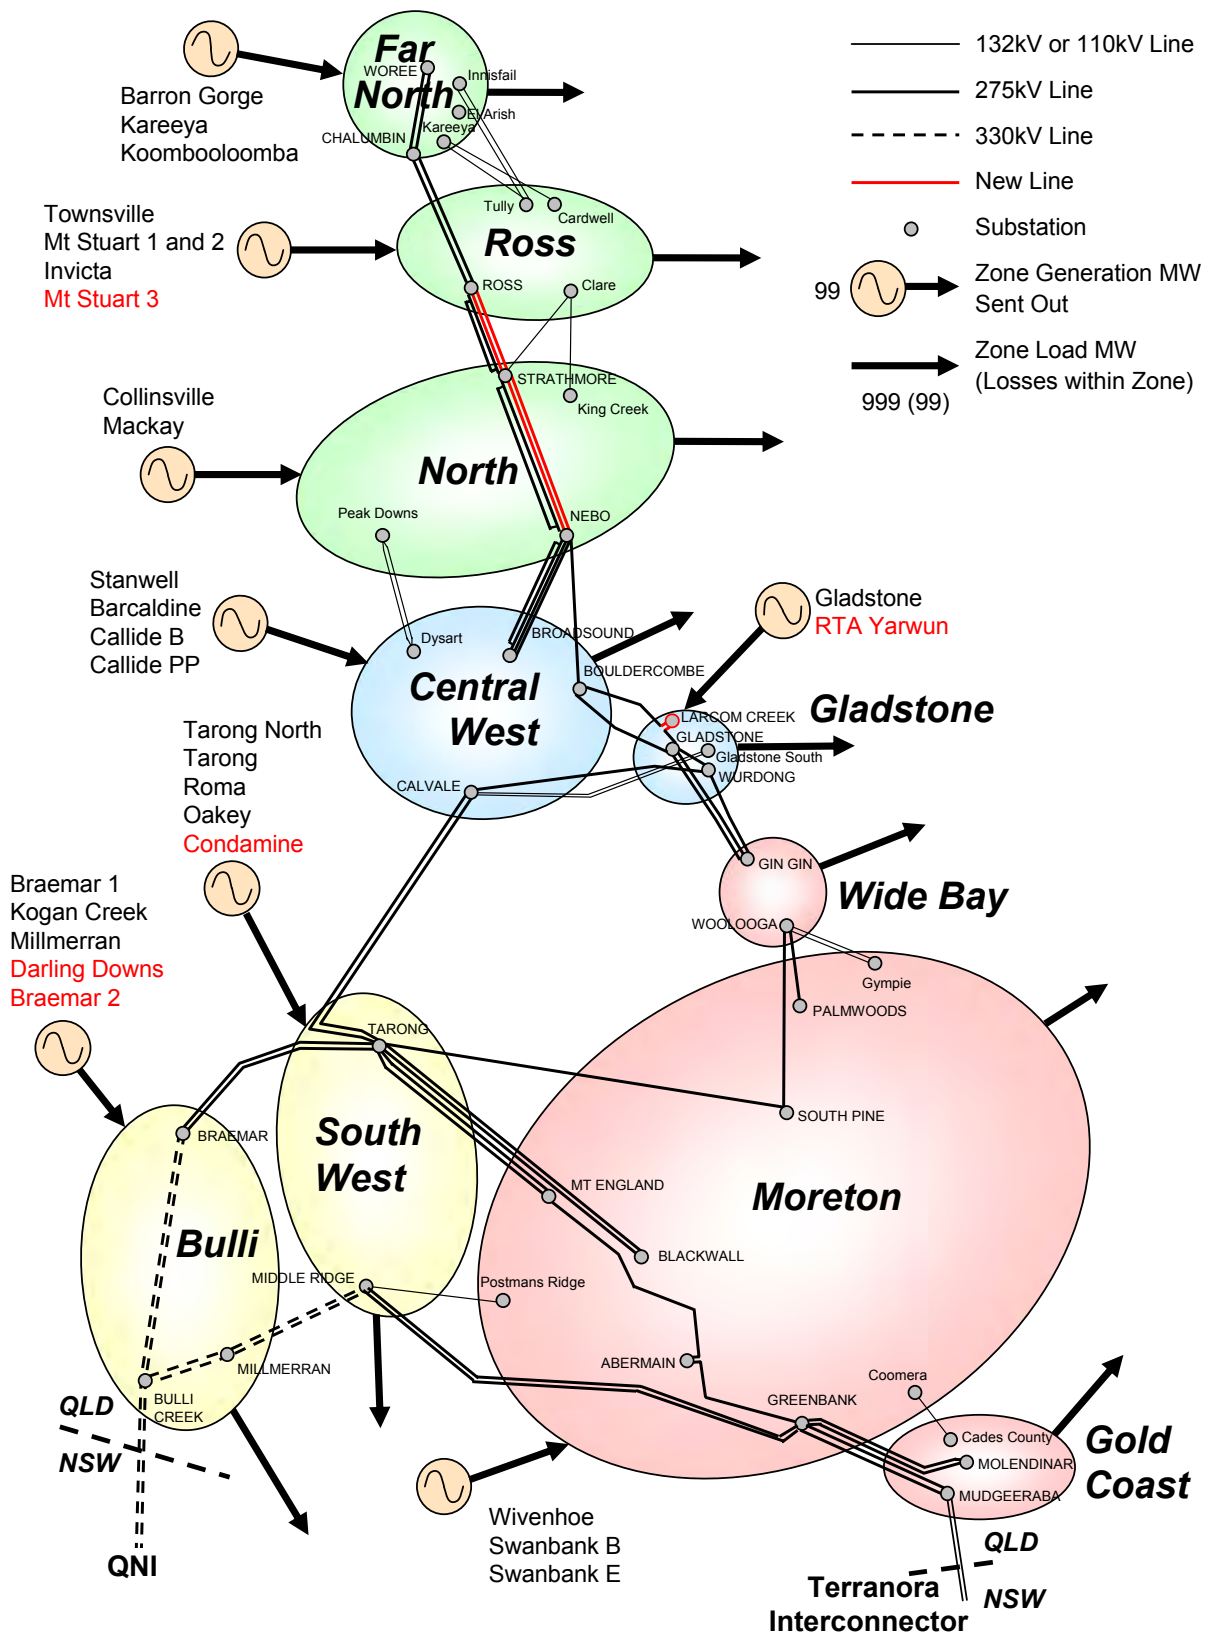 Far
North
WOREE
Innisfail
El Arish
Kareeya
CHALUMBIN
Barron Gorge
Kareeya
Koombooloomba
132kV or 110kV Line
275kV Line
330kV Line
New Line
Substation
99
Zone Generation MW
Sent Out
Zone Load MW
(Losses within Zone)
999 (99)
Townsville
Mt Stuart 1 and 2
Invicta
Mt Stuart 3
Tully
Cardwell
Ross
ROSS
Clare
Collinsville
Mackay
STRATHMORE
King Creek
North
Peak Downs
NEBO
Stanwell
Barcaldine
Callide B
Callide PP
Dysart
BROADSOUND
BOULDERCOMBE
Central
West
CALVALE
Gladstone
RTA Yarwun
Gladstone
LARCOM CREEK
GLADSTONE
Gladstone South
WURDONG
Tarong North
Tarong
Roma
Oakey
Condamine
GIN GIN
Wide Bay
WOOLOOGA
Braemar 1
Kogan Creek
Millmerran
Darling Downs
Braemar 2
Gympie
PALMWOODS
TARONG
SOUTH PINE
BRAEMAR
South
West
MT ENGLAND
Moreton
Bulli
BLACKWALL
MIDDLE RIDGE
Postmans Ridge
MILLMERRAN
ABERMAIN
BULLI
CREEK
QLD
NSW
QNI
Coomera
GREENBANK
Cades County
MOLENDINAR
MUDGEERABA
Gold
Coast
Wivenhoe
Swanbank B
Swanbank E
QLD
NSW
Terranora
Interconnector